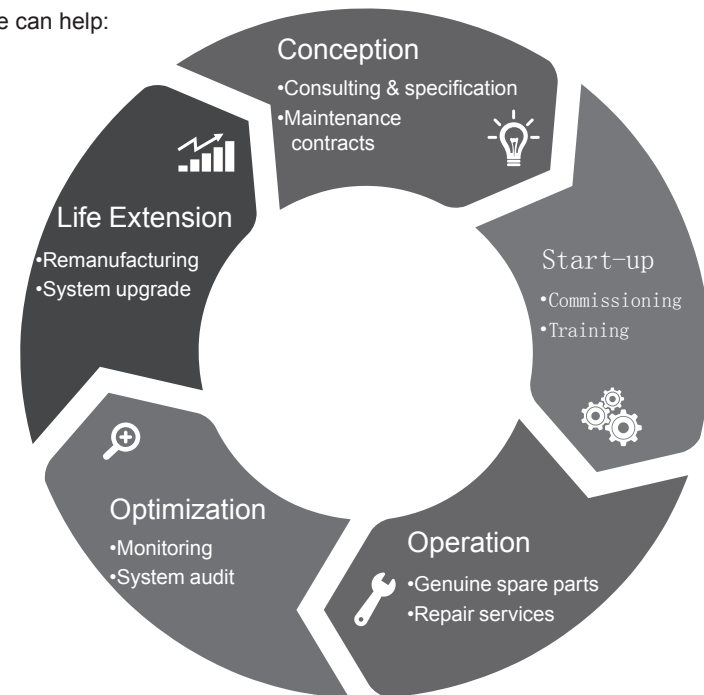 e can help:
Conception
•Consulting & specification
•Maintenance
contracts
Start-up
•Commissioning
•Training
Operation
•Genuine spare parts
•Repair services
Optimization
•Monitoring
•System audit
Life Extension
•Remanufacturing
•System upgrade